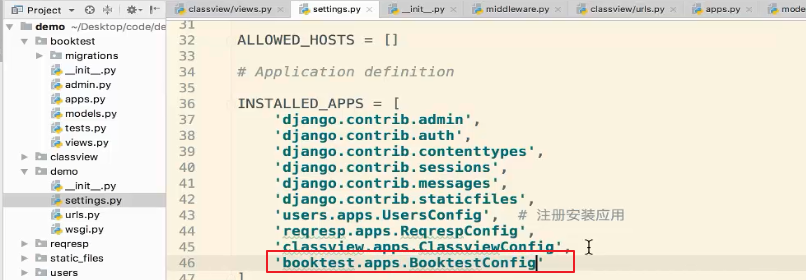 Project
demo ~/Desktop/code/de
booktest
migrations
__init__.py
admin.py
apps.py
models.py
tests.py
views.py
classview
demo
__init__.py
settings.py
urls.py
wsgi.py
reqresp
static_files
users
classview/views.py × settings.py × __init__.py × middleware.py × classview/urls.py × apps.py × mode
31
32 ALLOWED_HOSTS = []
33
34 # Application definition
35
36 INSTALLED_APPS = [
37 'django.contrib.admin',
38 'django.contrib.auth',
39 'django.contrib.contenttypes',
40 'django.contrib.sessions',
41 'django.contrib.messages',
42 'django.contrib.staticfiles',
43 'users.apps.UsersConfig', # 注册安装应用
44 'reqresp.apps.ReqrespConfig',
45 'classview.apps.ClassviewConfig',
46 'booktest.apps.BooktestConfig'
]